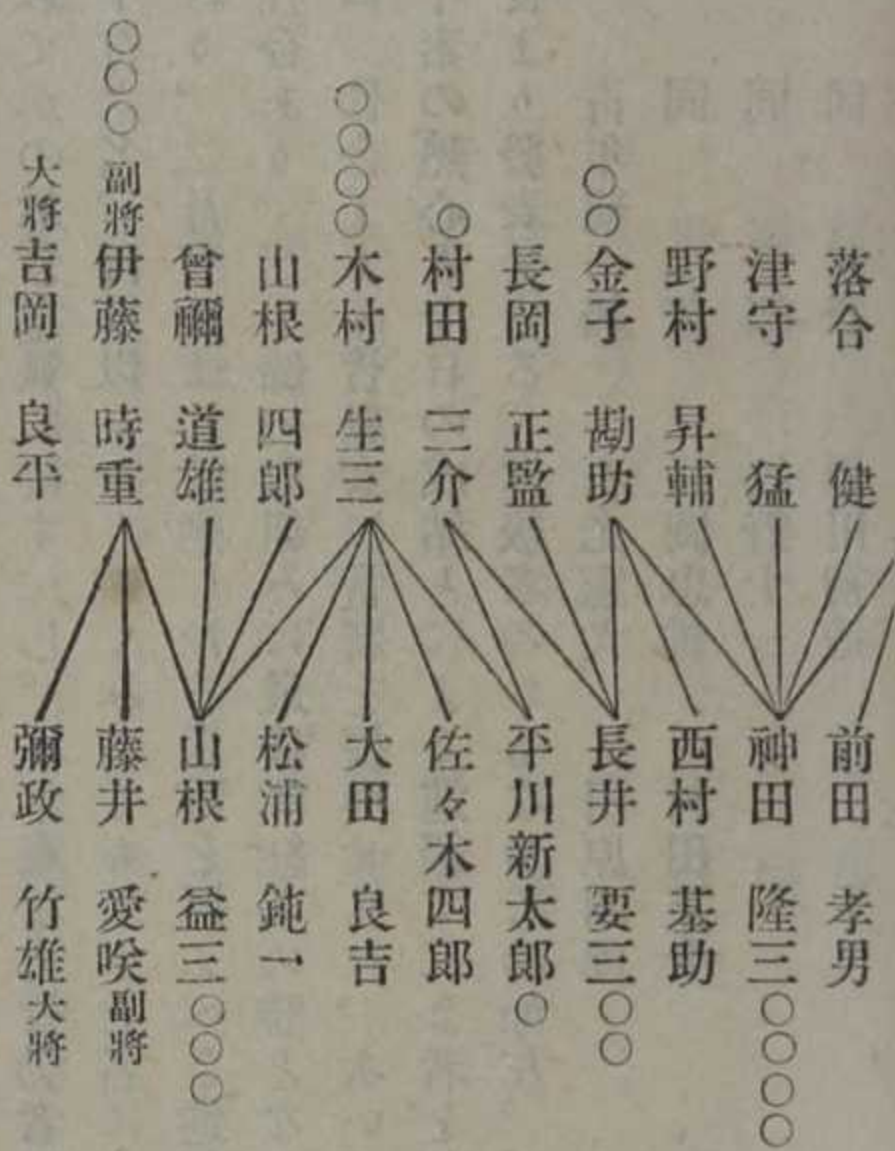 落合 健
津守 猛
野村 昇輔
○○金子 勘助
長岡 正監
○村田 三介
○○○○木村 生三
山根 四郎
曾禰 道雄
○○○副將 伊藤 時重
大將 吉岡 良平
前田 孝男
神田 隆三○○○○
西村 基助
長井 要三○○
平川新太郎○
佐々木四郎
大田 良吉
松浦 鈍一
山根 益三○○○
藤井 愛咲 副將
彌政 竹雄 大將